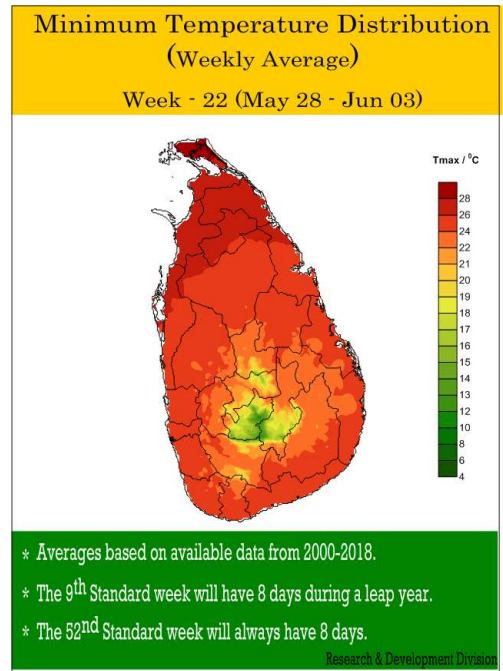 Minimum Temperature Distribution
(Weekly Average)
Week - 22 (May 28 - Jun 03)
Tmax / ⁰C
28
26
24
22
21
20
19
18
17
16
15
14
13
12
10
8
6
4
* Averages based on available data from 2000-2018.
* The 9th Standard week will have 8 days during a leap year.
* The 52nd Standard week will always have 8 days.
Research & Development Division